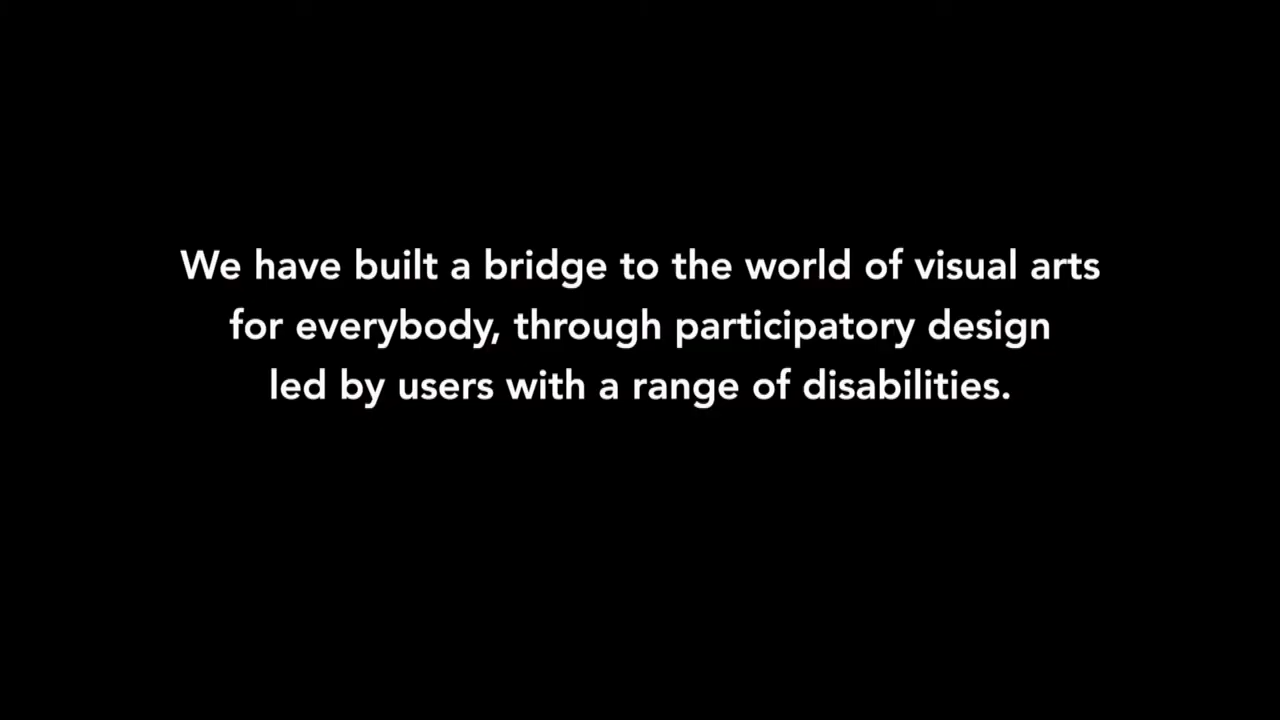 We have built a bridge to the world of visual arts
for everybody, through participatory design
led by users with a range of disabilities.